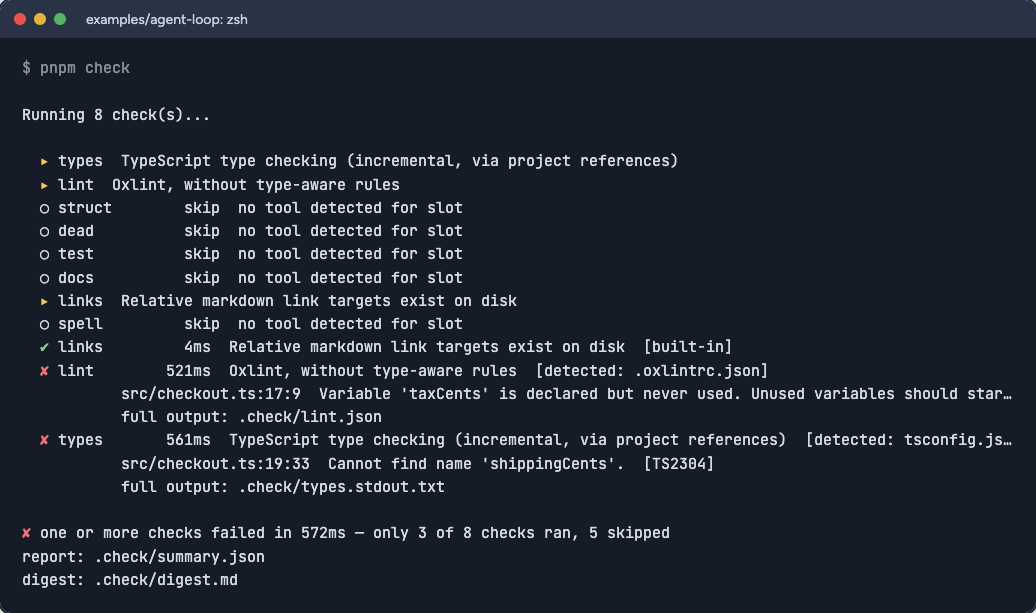 examples/agent-loop: zsh
$ pnpm check
Running 8 check(s)...
▸ types  TypeScript type checking (incremental, via project references)
▸ lint  Oxlint, without type-aware rules
○ struct        skip  no tool detected for slot
○ dead          skip  no tool detected for slot
○ test          skip  no tool detected for slot
○ docs          skip  no tool detected for slot
▸ links  Relative markdown link targets exist on disk
○ spell         skip  no tool detected for slot
✔ links         4ms  Relative markdown link targets exist on disk  [built-in]
✘ lint        521ms  Oxlint, without type-aware rules  [detected: .oxlintrc.json]
src/checkout.ts:17:9  Variable 'taxCents' is declared but never used. Unused variables should star…
full output: .check/lint.json
✘ types       561ms  TypeScript type checking (incremental, via project references)  [detected: tsconfig.js…
src/checkout.ts:19:33  Cannot find name 'shippingCents'.  [TS2304]
full output: .check/types.stdout.txt
✘ one or more checks failed in 572ms — only 3 of 8 checks ran, 5 skipped
report: .check/summary.json
digest: .check/digest.md